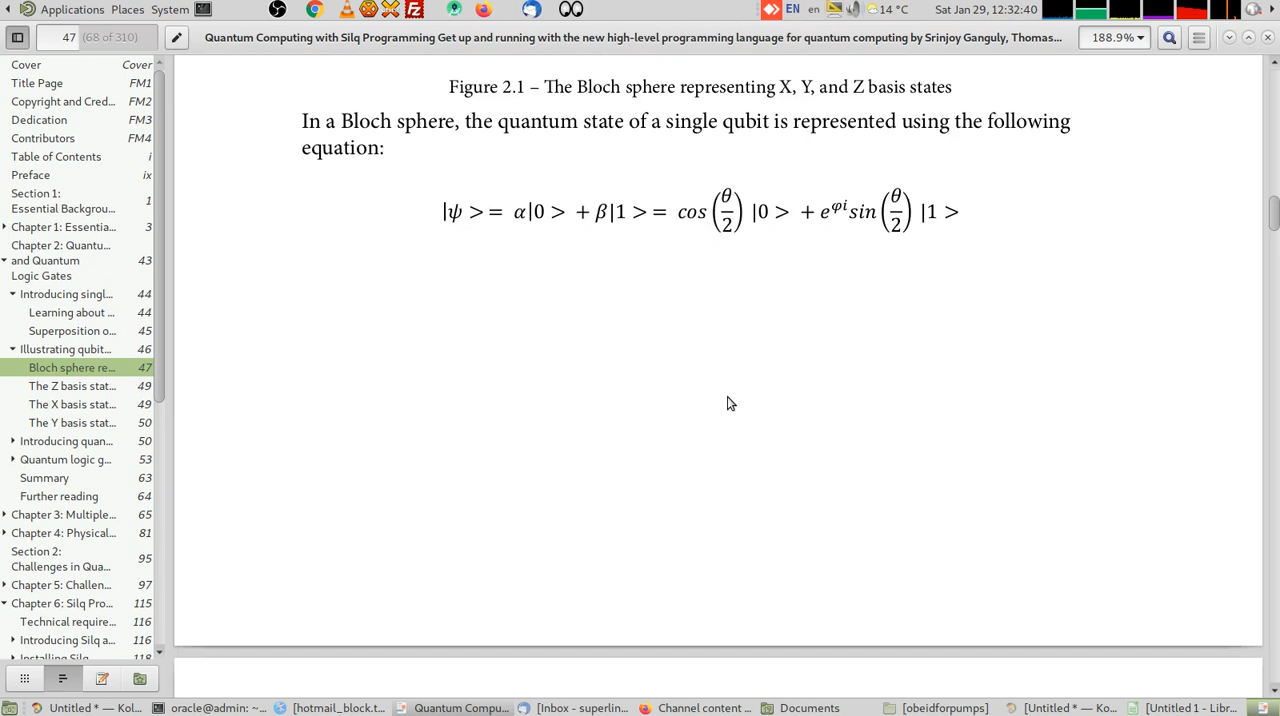 Applications Places System EN en 14 °C Sat Jan 29, 12:32:40
47 (68 of 310) Quantum Computing with Silq Programming Get up and running with the new high-level programming language for quantum computing by Srinjoy Ganguly, Thomas... 188.9%
Cover Cover
Title Page FM1
Copyright and Cred... FM2
Dedication FM3
Contributors FM4
Table of Contents i
Preface ix
Section 1:
Essential Backgrou... 1
Chapter 1: Essentia... 3
Chapter 2: Quantu...
and Quantum 43
Logic Gates
Introducing singl... 44
Learning about ... 44
Superposition o... 45
Illustrating qubit... 46
Bloch sphere re... 47
The Z basis stat... 49
The X basis stat... 49
The Y basis stat... 50
Introducing quan... 50
Quantum logic g... 53
Summary 63
Further reading 64
Chapter 3: Multiple... 65
Chapter 4: Physical... 81
Section 2:
Challenges in Qua... 95
Chapter 5: Challen... 97
Chapter 6: Silq Pro... 115
Technical require... 116
Introducing Silq a... 116
Installing Silq 118
Figure 2.1 – The Bloch sphere representing X, Y, and Z basis states
In a Bloch sphere, the quantum state of a single qubit is represented using the following
equation:
|ψ >= α|0 > + β|1 >= cos(θ/2) |0 > + e^φi sin(θ/2) |1 >
Untitled * — Kol... oracle@admin: ~... [hotmail_block.t... Quantum Compu... [Inbox - superlin... Channel content ... Documents [obeidforpumps] [Untitled * — Ko... [Untitled 1 - Libr...